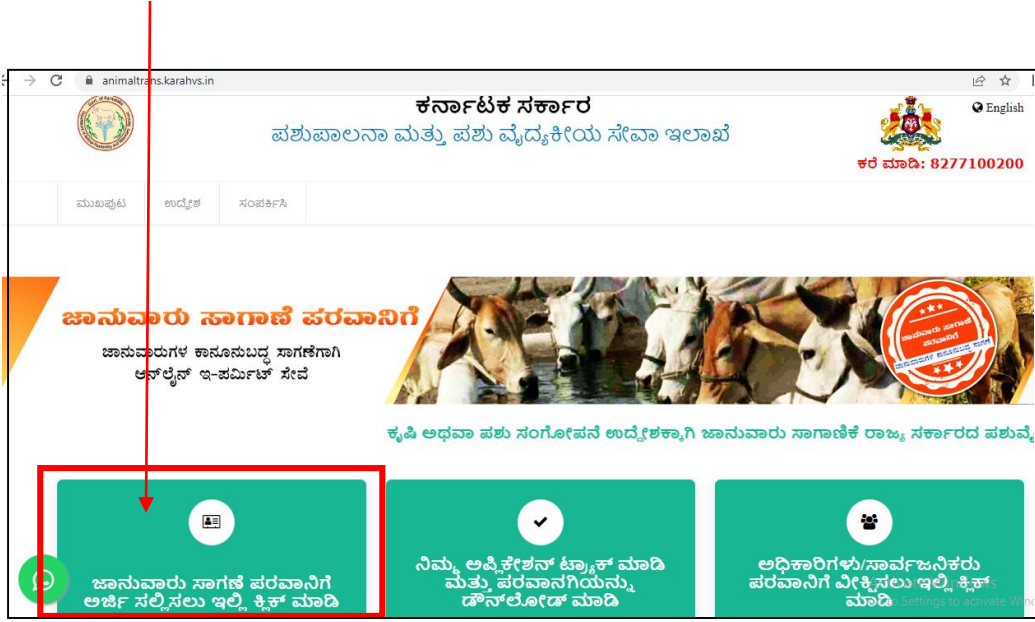 animaltrans.karahvs.in
ಕರ್ನಾಟಕ ಸರ್ಕಾರ
English
ಪಶುಪಾಲನಾ ಮತ್ತು ಪಶು ವೈದ್ಯಕೀಯ ಸೇವಾ ಇಲಾಖೆ
ಕರೆ ಮಾಡಿ: 8277100200
ಮುಖಪುಟ ಉದ್ದೇಶ ಸಂಪರ್ಕಿಸಿ
ಜಾನುವಾರು ಸಾಗಾಣೆ ಪರವಾನಿಗೆ
ಜಾನುವಾರುಗಳ ಕಾನೂನುಬದ್ಧ ಸಾಗಣೆಗಾಗಿ
ಆನ್‌ಲೈನ್ ಇ-ಪರ್ಮಿಟ್ ಸೇವೆ
ಜಾನುವಾರು ಸಾಗಣೆ
ಪರವಾನಿಗೆ
ಕೃಷಿ ಅಥವಾ ಪಶು ಸಂಗೋಪನೆ ಉದ್ದೇಶಕ್ಕಾಗಿ ಜಾನುವಾರು ಸಾಗಾಣಿಕೆ ರಾಜ್ಯ ಸರ್ಕಾರದ
ಜಾನುವಾರು ಸಾಗಣೆ ಪರವಾನಿಗೆ
ಅರ್ಜಿ ಸಲ್ಲಿಸಲು ಇಲ್ಲಿ ಕ್ಲಿಕ್ ಮಾಡಿ
ನಿಮ್ಮ ಅಪ್ಲಿಕೇಶನ್ ಟ್ರ್ಯಾಕ್ ಮಾಡಿ
ಮತ್ತು ಪರವಾನಗಿಯನ್ನು
ಡೌನ್‌ಲೋಡ್ ಮಾಡಿ
ಅಧಿಕಾರಿಗಳು/ಸಾರ್ವಜನಿಕರು
ಪರವಾನಿಗೆ ವೀಕ್ಷಿಸಲು ಇಲ್ಲಿ ಕ್ಲಿಕ್
ಮಾಡಿ
Settings to activate